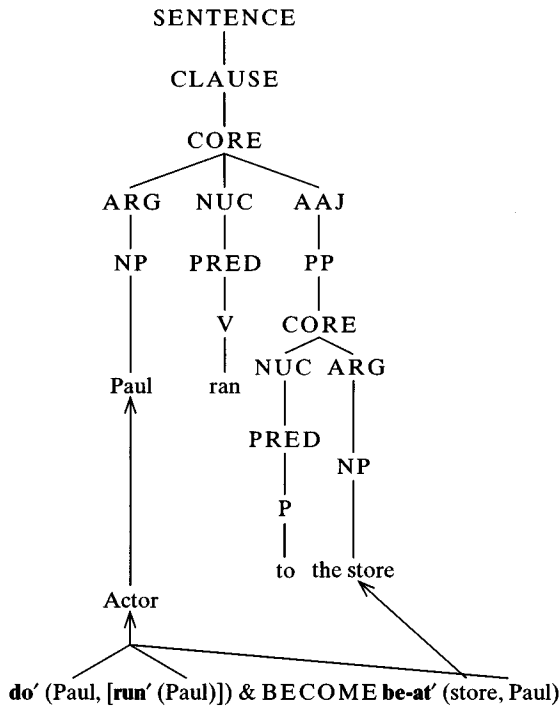 SENTENCE
CLAUSE
CORE
ARG NUC AAJ
NP PRED PP
V CORE
NUC ARG
Paul ran
PRED
NP
P
to the store
Actor
do′ (Paul, [run′ (Paul)]) & BECOME be-at′ (store, Paul)